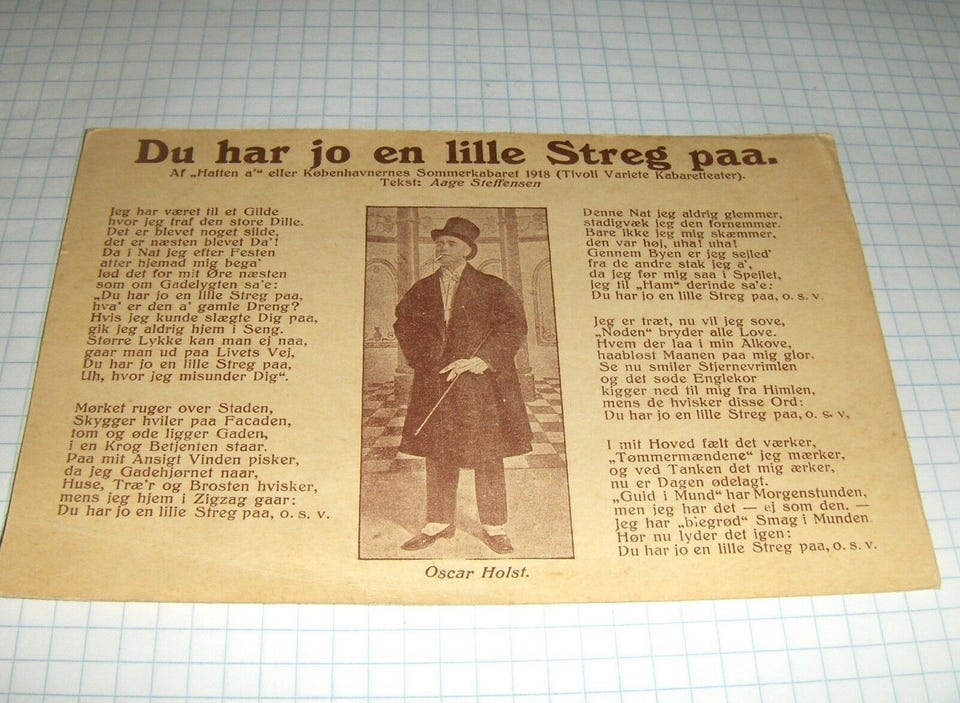 Du har jo en lille Streg paa.
Af „Hatten a'“ eller Københavnernes Sommerkabaret 1918 (Tivoli Variete Kabaretteater).
Tekst: Aage Steffensen
Jeg har været til et Gilde
hvor jeg traf den store Dille.
Det er blevet noget silde,
det er næsten blevet Da'!
Da i Nat jeg efter Festen
atter hjemad mig bega'
lød det for mit Øre næsten
som om Gadelygten sa'e:
„Du har jo en lille Streg paa,
hva' er den a' gamle Dreng?
Hvis jeg kunde slægte Dig paa,
gik jeg aldrig hjem i Seng.
Større Lykke kan man ej naa,
gaar man ud paa Livets Vej,
Du har jo en lille Streg paa,
Uh, hvor jeg misunder Dig“.
Mørket ruger over Staden,
Skygger hviler paa Facaden,
tom og øde ligger Gaden,
i en Krog Betjenten staar.
Paa mit Ansigt Vinden pisker,
da jeg Gadehjørnet naar,
Huse, Træ'r og Brosten hvisker,
mens jeg hjem i Zigzag gaar:
Du har jo en lille Streg paa, o. s. v.
Oscar Holst.
Denne Nat jeg aldrig glemmer,
stadigvæk jeg den fornemmer.
Bare ikke jeg mig skæmmer,
den var høj, uha! uha!
Gennem Byen er jeg sejled'
fra de andre stak jeg a',
da jeg før mig saa i Spejlet,
jeg til „Ham“ derinde sa'e:
Du har jo en lille Streg paa, o. s. v.
Jeg er træt, nu vil jeg sove,
„Nøden“ bryder alle Love.
Hvem der laa i min Alkove,
haabløst Maanen paa mig glor.
Se nu smiler Stjernevrimlen
og det søde Englekor
kigger ned til mig fra Himlen,
mens de hvisker disse Ord:
Du har jo en lille Streg paa, o. s. v,
I mit Hoved fælt det værker,
„Tømmermændene“ jeg mærker,
og ved Tanken det mig ærker,
nu er Dagen ødelagt.
„Guld i Mund“ har Morgenstunden,
men jeg har det — ej som den. —
Jeg har „biegrød“ Smag i Munden.
Hør nu lyder det igen:
Du har jo en lille Streg paa, o. s. v.